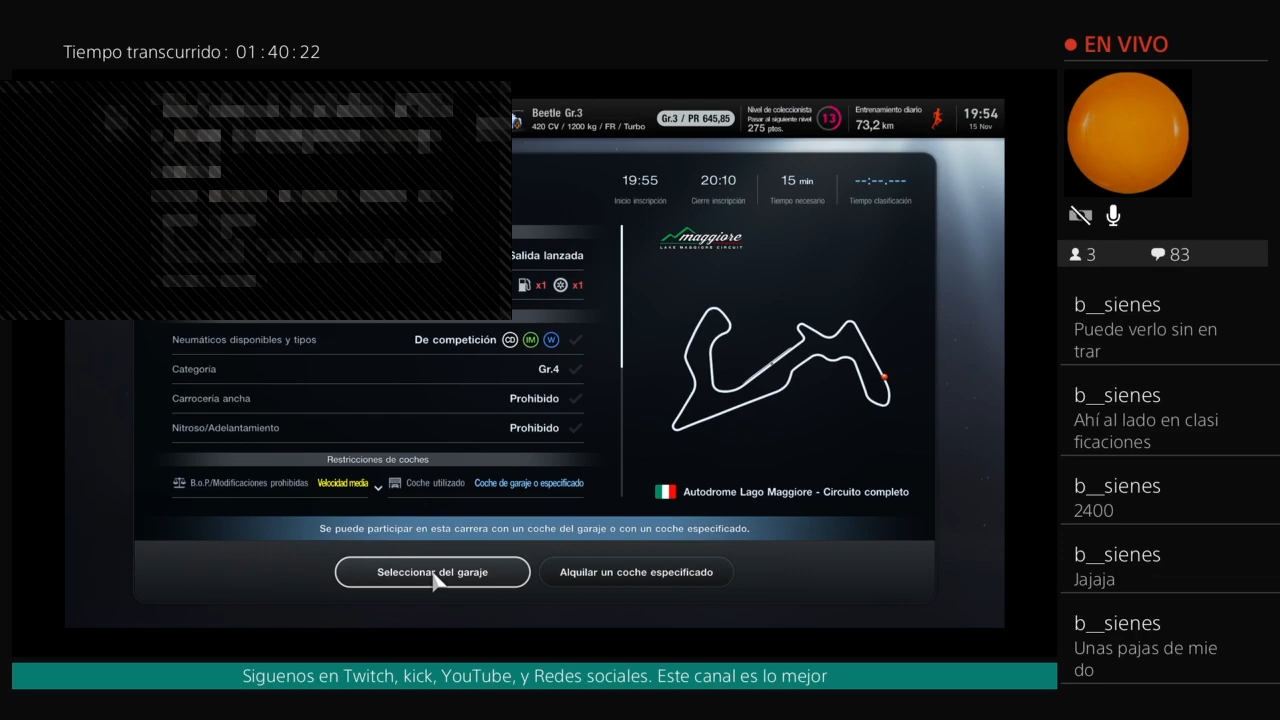 Tiempo transcurrido : 01 : 40 : 22
EN VIVO
Beetle Gr.3
420 CV / 1200 kg / FR / Turbo
Gr.3 / PR 645,85
Nivel de coleccionista
Pasar al siguiente nivel
275 ptos.
13
Entrenamiento diario
73,2 km
19:54
15 Nov
19:55
Inicio inscripción
20:10
Cierre inscripción
15 min
Tiempo necesario
--:--,---
Tiempo clasificación
Salida lanzada
x1 x1
maggiore
LAKE MAGGIORE CIRCUIT
Neumáticos disponibles y tipos De competición CD IM W
Categoría Gr.4
Carrocería ancha Prohibido
Nitroso/Adelantamiento Prohibido
Restricciones de coches
B.o.P./Modificaciones prohibidas Velocidad media Coche utilizado Coche de garaje o especificado
Autodrome Lago Maggiore - Circuito completo
Se puede participar en esta carrera con un coche del garaje o con un coche especificado.
Seleccionar del garaje
Alquilar un coche especificado
Siguenos en Twitch, kick, YouTube, y Redes sociales. Este canal es lo mejor
3 83
b__sienes
Puede verlo sin en
trar
b__sienes
Ahí al lado en clasi
ficaciones
b__sienes
2400
b__sienes
Jajaja
b__sienes
Unas pajas de mie
do